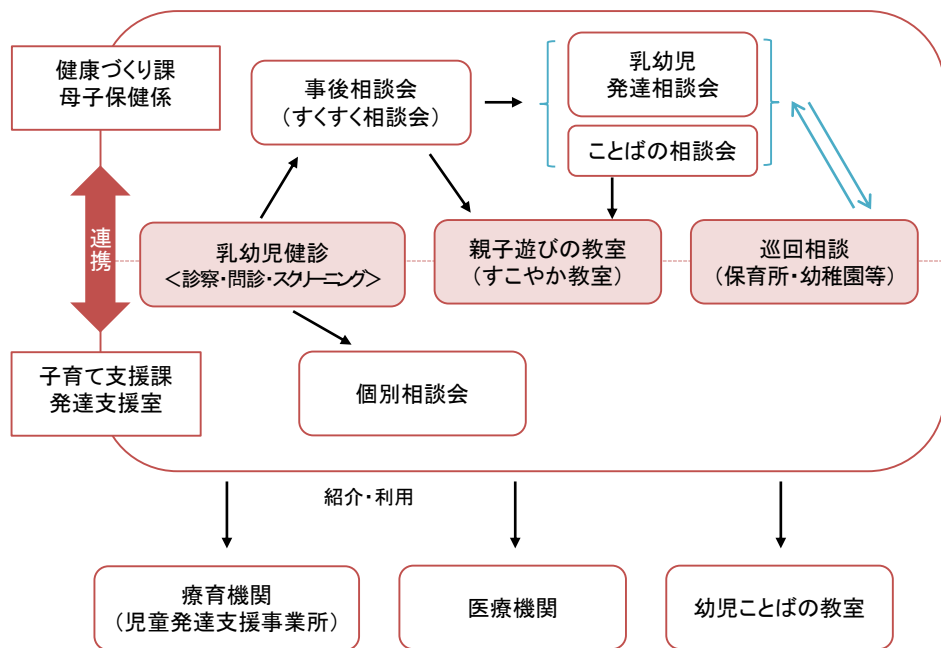 健康づくり課
母子保健係
事後相談会
(すくすく相談会)
乳幼児
発達相談会
ことばの相談会
連携
乳幼児健診
<診察・問診・スクリーニング>
親子遊びの教室
(すこやか教室)
巡回相談
(保育所・幼稚園等)
子育て支援課
発達支援室
個別相談会
紹介・利用
療育機関
(児童発達支援事業所)
医療機関
幼児ことばの教室